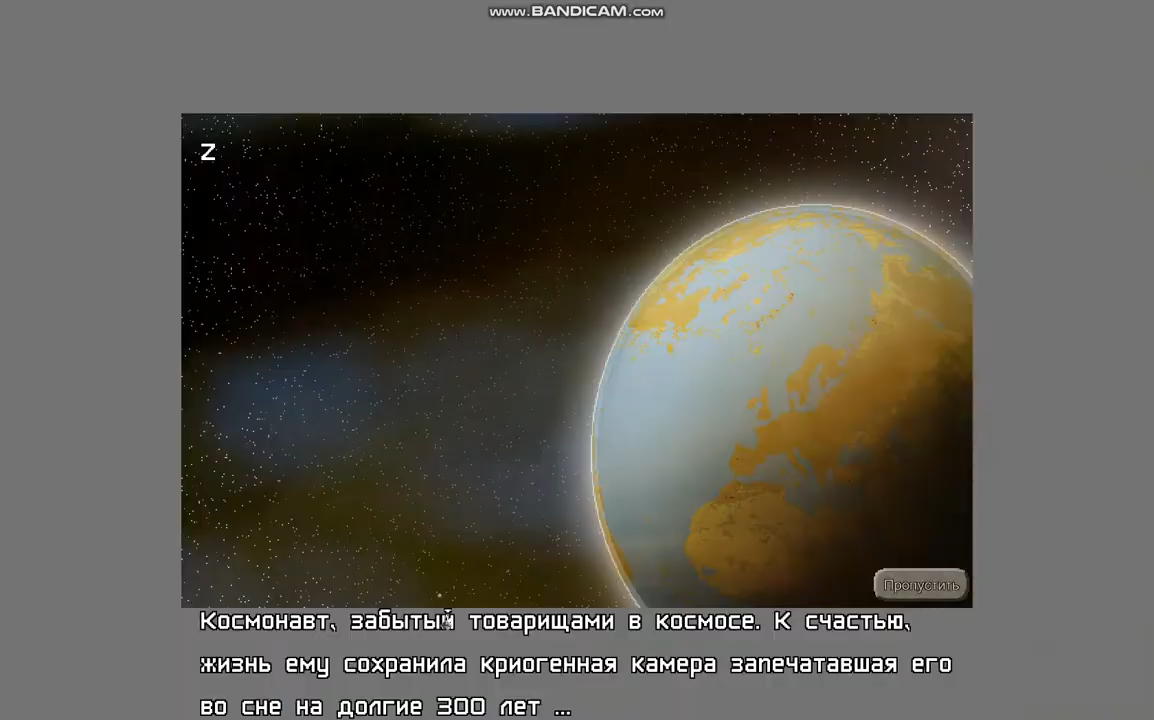 www.BANDICAM.com
Z
Пропустить
Космонавт, забытый товарищами в космосе. К счастью,
жизнь ему сохранила криогенная камера запечатавшая его
во сне на долгие 300 лет ...